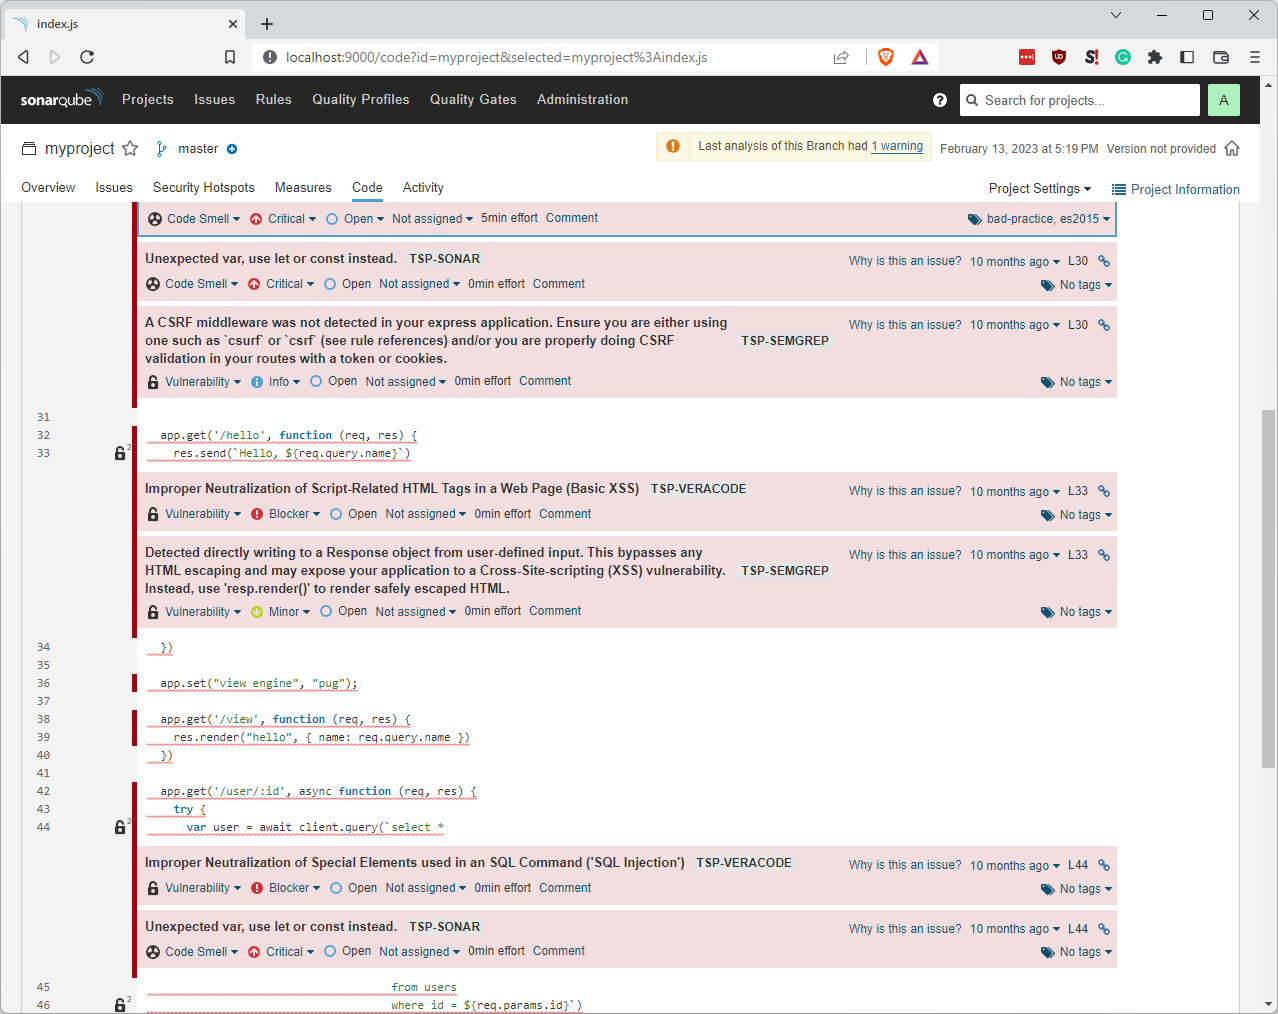 index.js
localhost:9000/code?id=myproject&selected=myproject%3Aindex.js
sonarqube Projects Issues Rules Quality Profiles Quality Gates Administration Search for projects... A
myproject master Last analysis of this Branch had 1 warning February 13, 2023 at 5:19 PM Version not provided
Overview Issues Security Hotspots Measures Code Activity Project Settings Project Information
Code Smell Critical Open Not assigned 5min effort Comment bad-practice, es2015
Unexpected var, use let or const instead. TSP-SONAR Why is this an issue? 10 months ago L30
Code Smell Critical Open Not assigned 0min effort Comment No tags
A CSRF middleware was not detected in your express application. Ensure you are either using
one such as `csurf` or `csrf` (see rule references) and/or you are properly doing CSRF
validation in your routes with a token or cookies.
TSP-SEMGREP Why is this an issue? 10 months ago L30
Vulnerability Info Open Not assigned 0min effort Comment No tags
31
32 app.get('/hello', function (req, res) {
33 2 res.send(`Hello, ${req.query.name}`)
Improper Neutralization of Script-Related HTML Tags in a Web Page (Basic XSS) TSP-VERACODE Why is this an issue? 10 months ago L33
Vulnerability Blocker Open Not assigned 0min effort Comment No tags
Detected directly writing to a Response object from user-defined input. This bypasses any
HTML escaping and may expose your application to a Cross-Site-scripting (XSS) vulnerability.
Instead, use 'resp.render()' to render safely escaped HTML.
TSP-SEMGREP Why is this an issue? 10 months ago L33
Vulnerability Minor Open Not assigned 0min effort Comment No tags
34 })
35
36 app.set("view engine", "pug");
37
38 app.get('/view', function (req, res) {
39 res.render("hello", { name: req.query.name })
40 })
41
42 app.get('/user/:id', async function (req, res) {
43 try {
44 2 var user = await client.query(`select *
Improper Neutralization of Special Elements used in an SQL Command ('SQL Injection') TSP-VERACODE Why is this an issue? 10 months ago L44
Vulnerability Blocker Open Not assigned 0min effort Comment No tags
Unexpected var, use let or const instead. TSP-SONAR Why is this an issue? 10 months ago L44
Code Smell Critical Open Not assigned 0min effort Comment No tags
45 from users
46 2 where id = ${req.params.id}`)